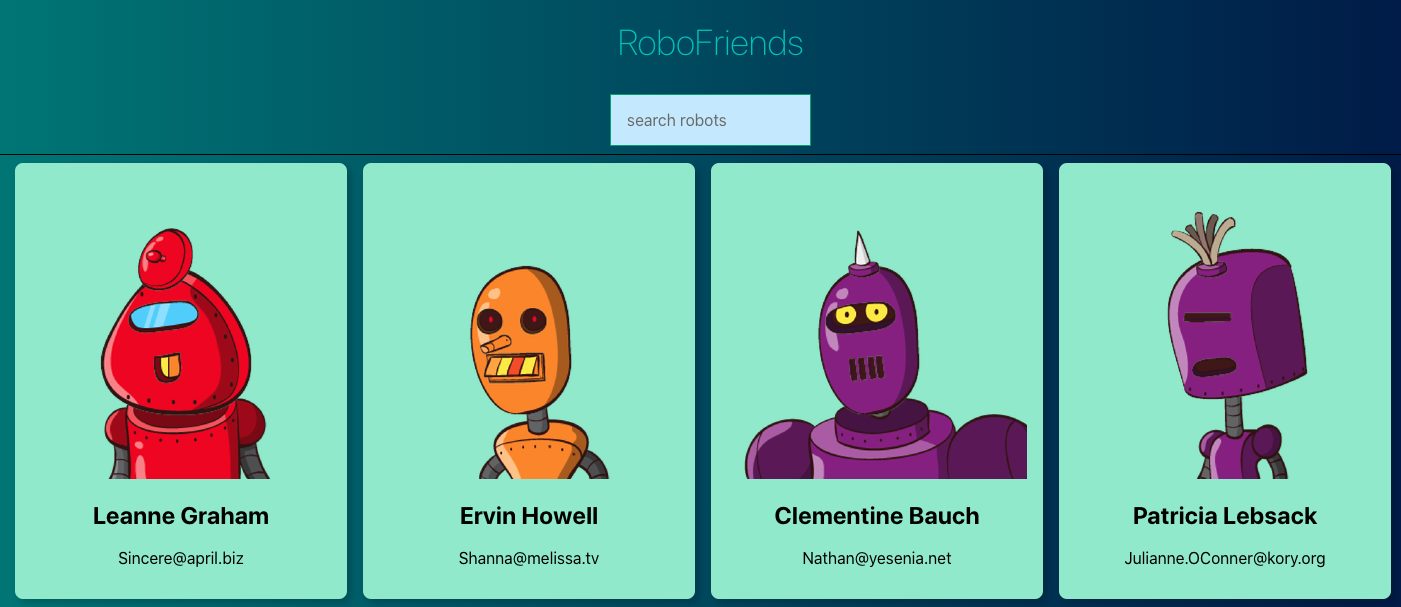 RoboFriends
search robots
Leanne Graham
Ervin Howell
Clementine Bauch
Patricia Lebsack
Sincere@april.biz
Shanna@melissa.tv
Nathan@yesenia.net
Julianne.OConner@kory.org